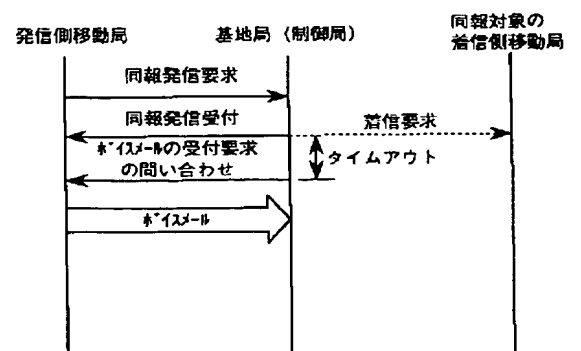 発信側移動局
基地局（制御局）
同報対象の
着信側移動局
同報発信要求
同報発信受付
着信要求
ﾎﾞｲｽﾒｰﾙの受付要求
の問い合わせ
タイムアウト
ﾎﾞｲｽﾒｰﾙ